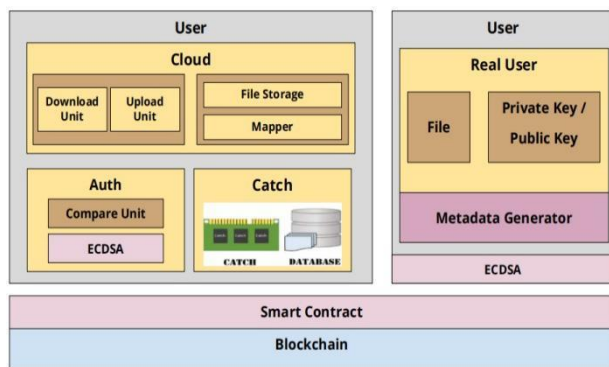 User
Cloud
Download
Unit
Upload
Unit
File Storage
Mapper
Auth
Compare Unit
ECDSA
Catch
CATCH
DATABASE
User
Real User
File
Private Key /
Public Key
Metadata Generator
ECDSA
Smart Contract
Blockchain